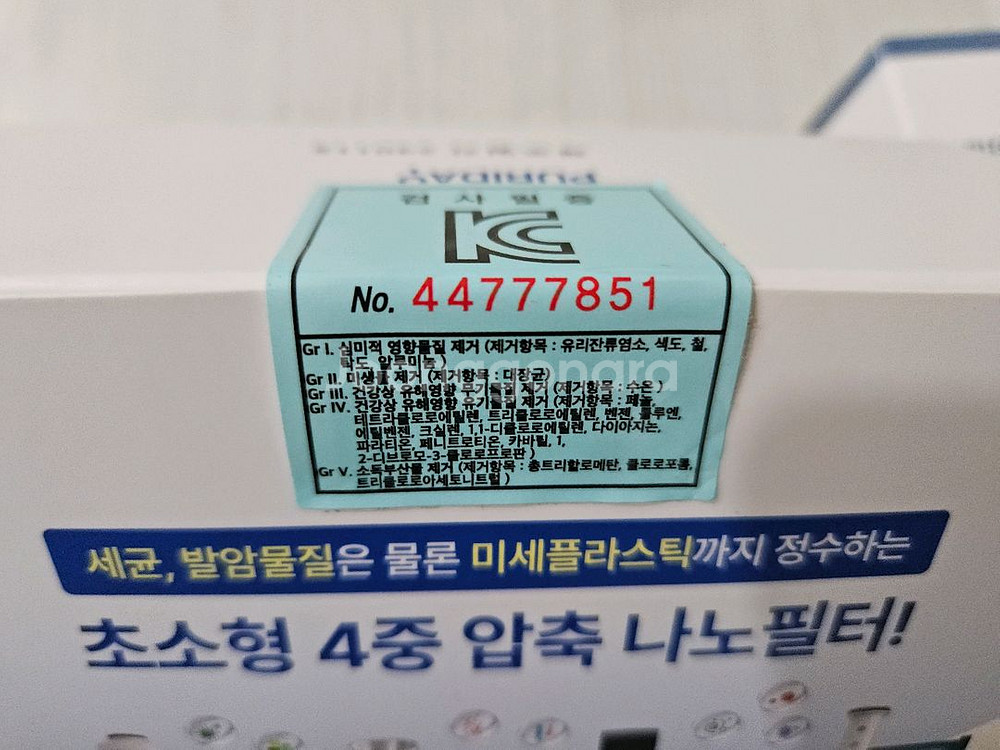 PURIDAY
검사필증
KC
No. 44777851
Gr I. 심미적 영향물질 제거 (제거항목 : 유리잔류염소, 색도, 철,
탁도, 알루미늄 )
Gr II. 미생물 제거 (제거항목 : 대장균)
Gr III. 건강상 유해영향 무기물질 제거 (제거항목 : 수은 )
Gr IV. 건강상 유해영향 유기물질 제거 (제거항목 : 페놀,
테트라클로로에틸렌, 트리클로로에틸렌, 벤젠, 톨루엔,
에틸벤젠, 크실렌, 1,1-디클로로에틸렌, 다이아지논,
파라티온, 페니트로티온, 카바릴, 1,
2-디브로모-3-클로로프로판 )
Gr V. 소독부산물 제거 (제거항목 : 총트리할로메탄, 클로로포름,
트리클로로아세토니트릴 )
세균, 발암물질은 물론 미세플라스틱까지 정수하는
초소형 4중 압축 나노필터!